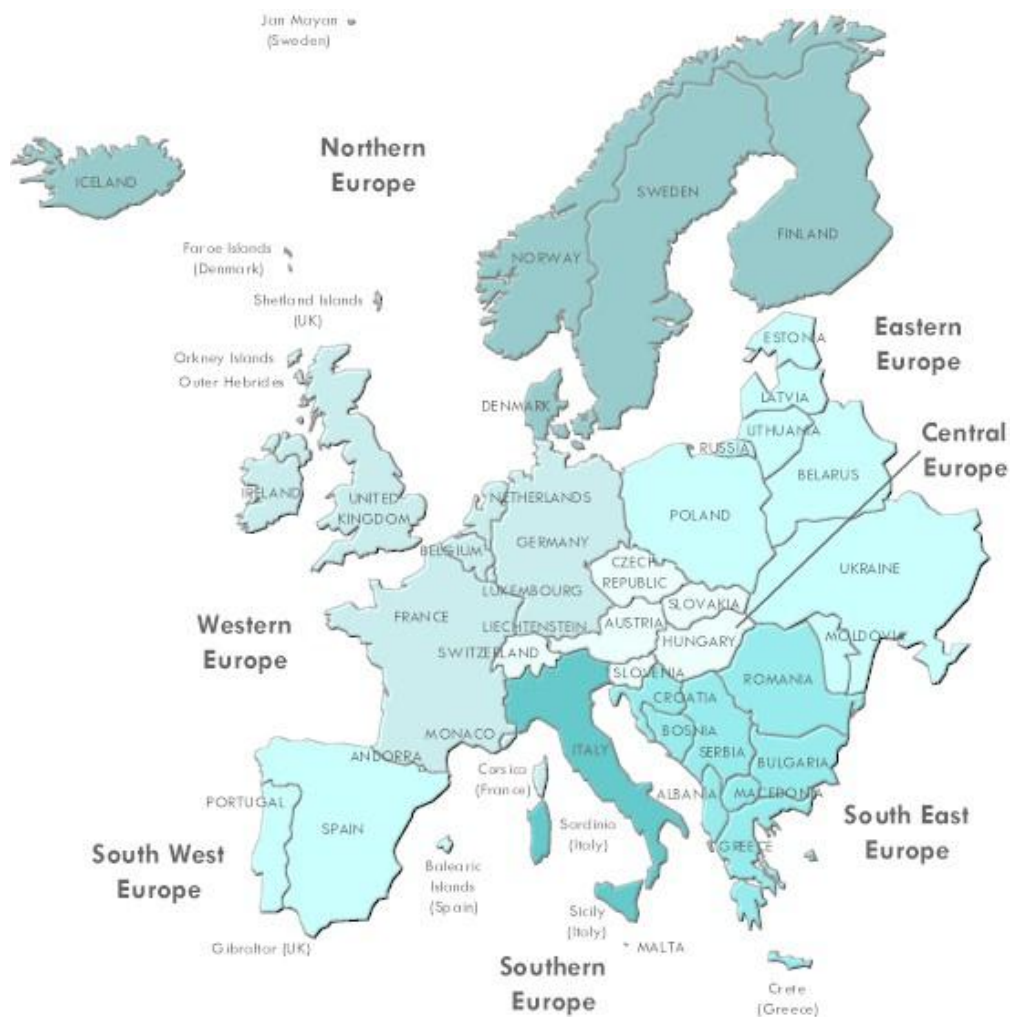 Jan Mayan
(Sweden)
Northern
Europe
ICELAND
SWEDEN
FINLAND
NORWAY
Faroe Islands
(Denmark)
Shetland Islands
(UK)
Eastern
Europe
ESTONIA
Orkney Islands
Outer Hebrides
LATVIA
DENMARK
LITHUANIA
Central
Europe
RUSSIA
BELARUS
IRELAND
UNITED
KINGDOM
NETHERLANDS
POLAND
BELGIUM
GERMANY
CZECH
REPUBLIC
UKRAINE
LUXEMBOURG
SLOVAKIA
FRANCE
LIECHTENSTEIN
AUSTRIA
Western
Europe
SWITZERLAND
HUNGARY
MOLDOVIA
SLOVENIA
ROMANIA
CROATIA
MONACO
BOSNIA
ITALY
SERBIA
ANDORRA
BULGARIA
Corsica
(France)
ALBANIA
MACEDONIA
PORTUGAL
SPAIN
South East
Europe
Sardinia
(Italy)
GREECE
South West
Europe
Balearic
Islands
(Spain)
Sicily
(Italy)
Gibraltar (UK)
MALTA
Southern
Europe
Crete
(Greece)